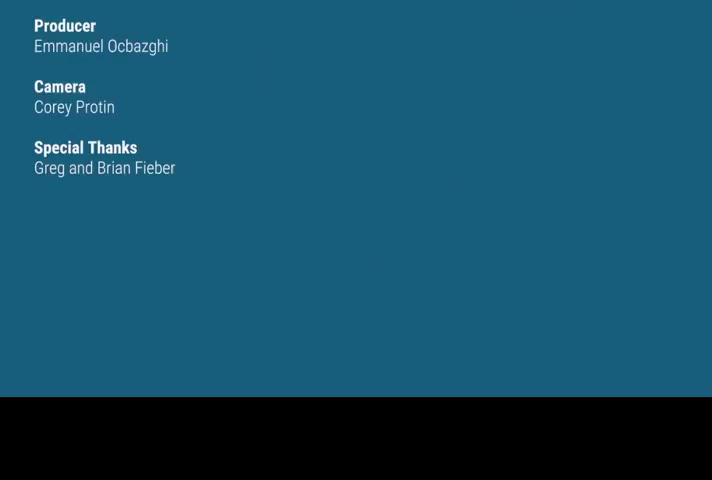 Producer
Emmanuel Ocbazghi
Camera
Corey Protin
Special Thanks
Greg and Brian Fieber